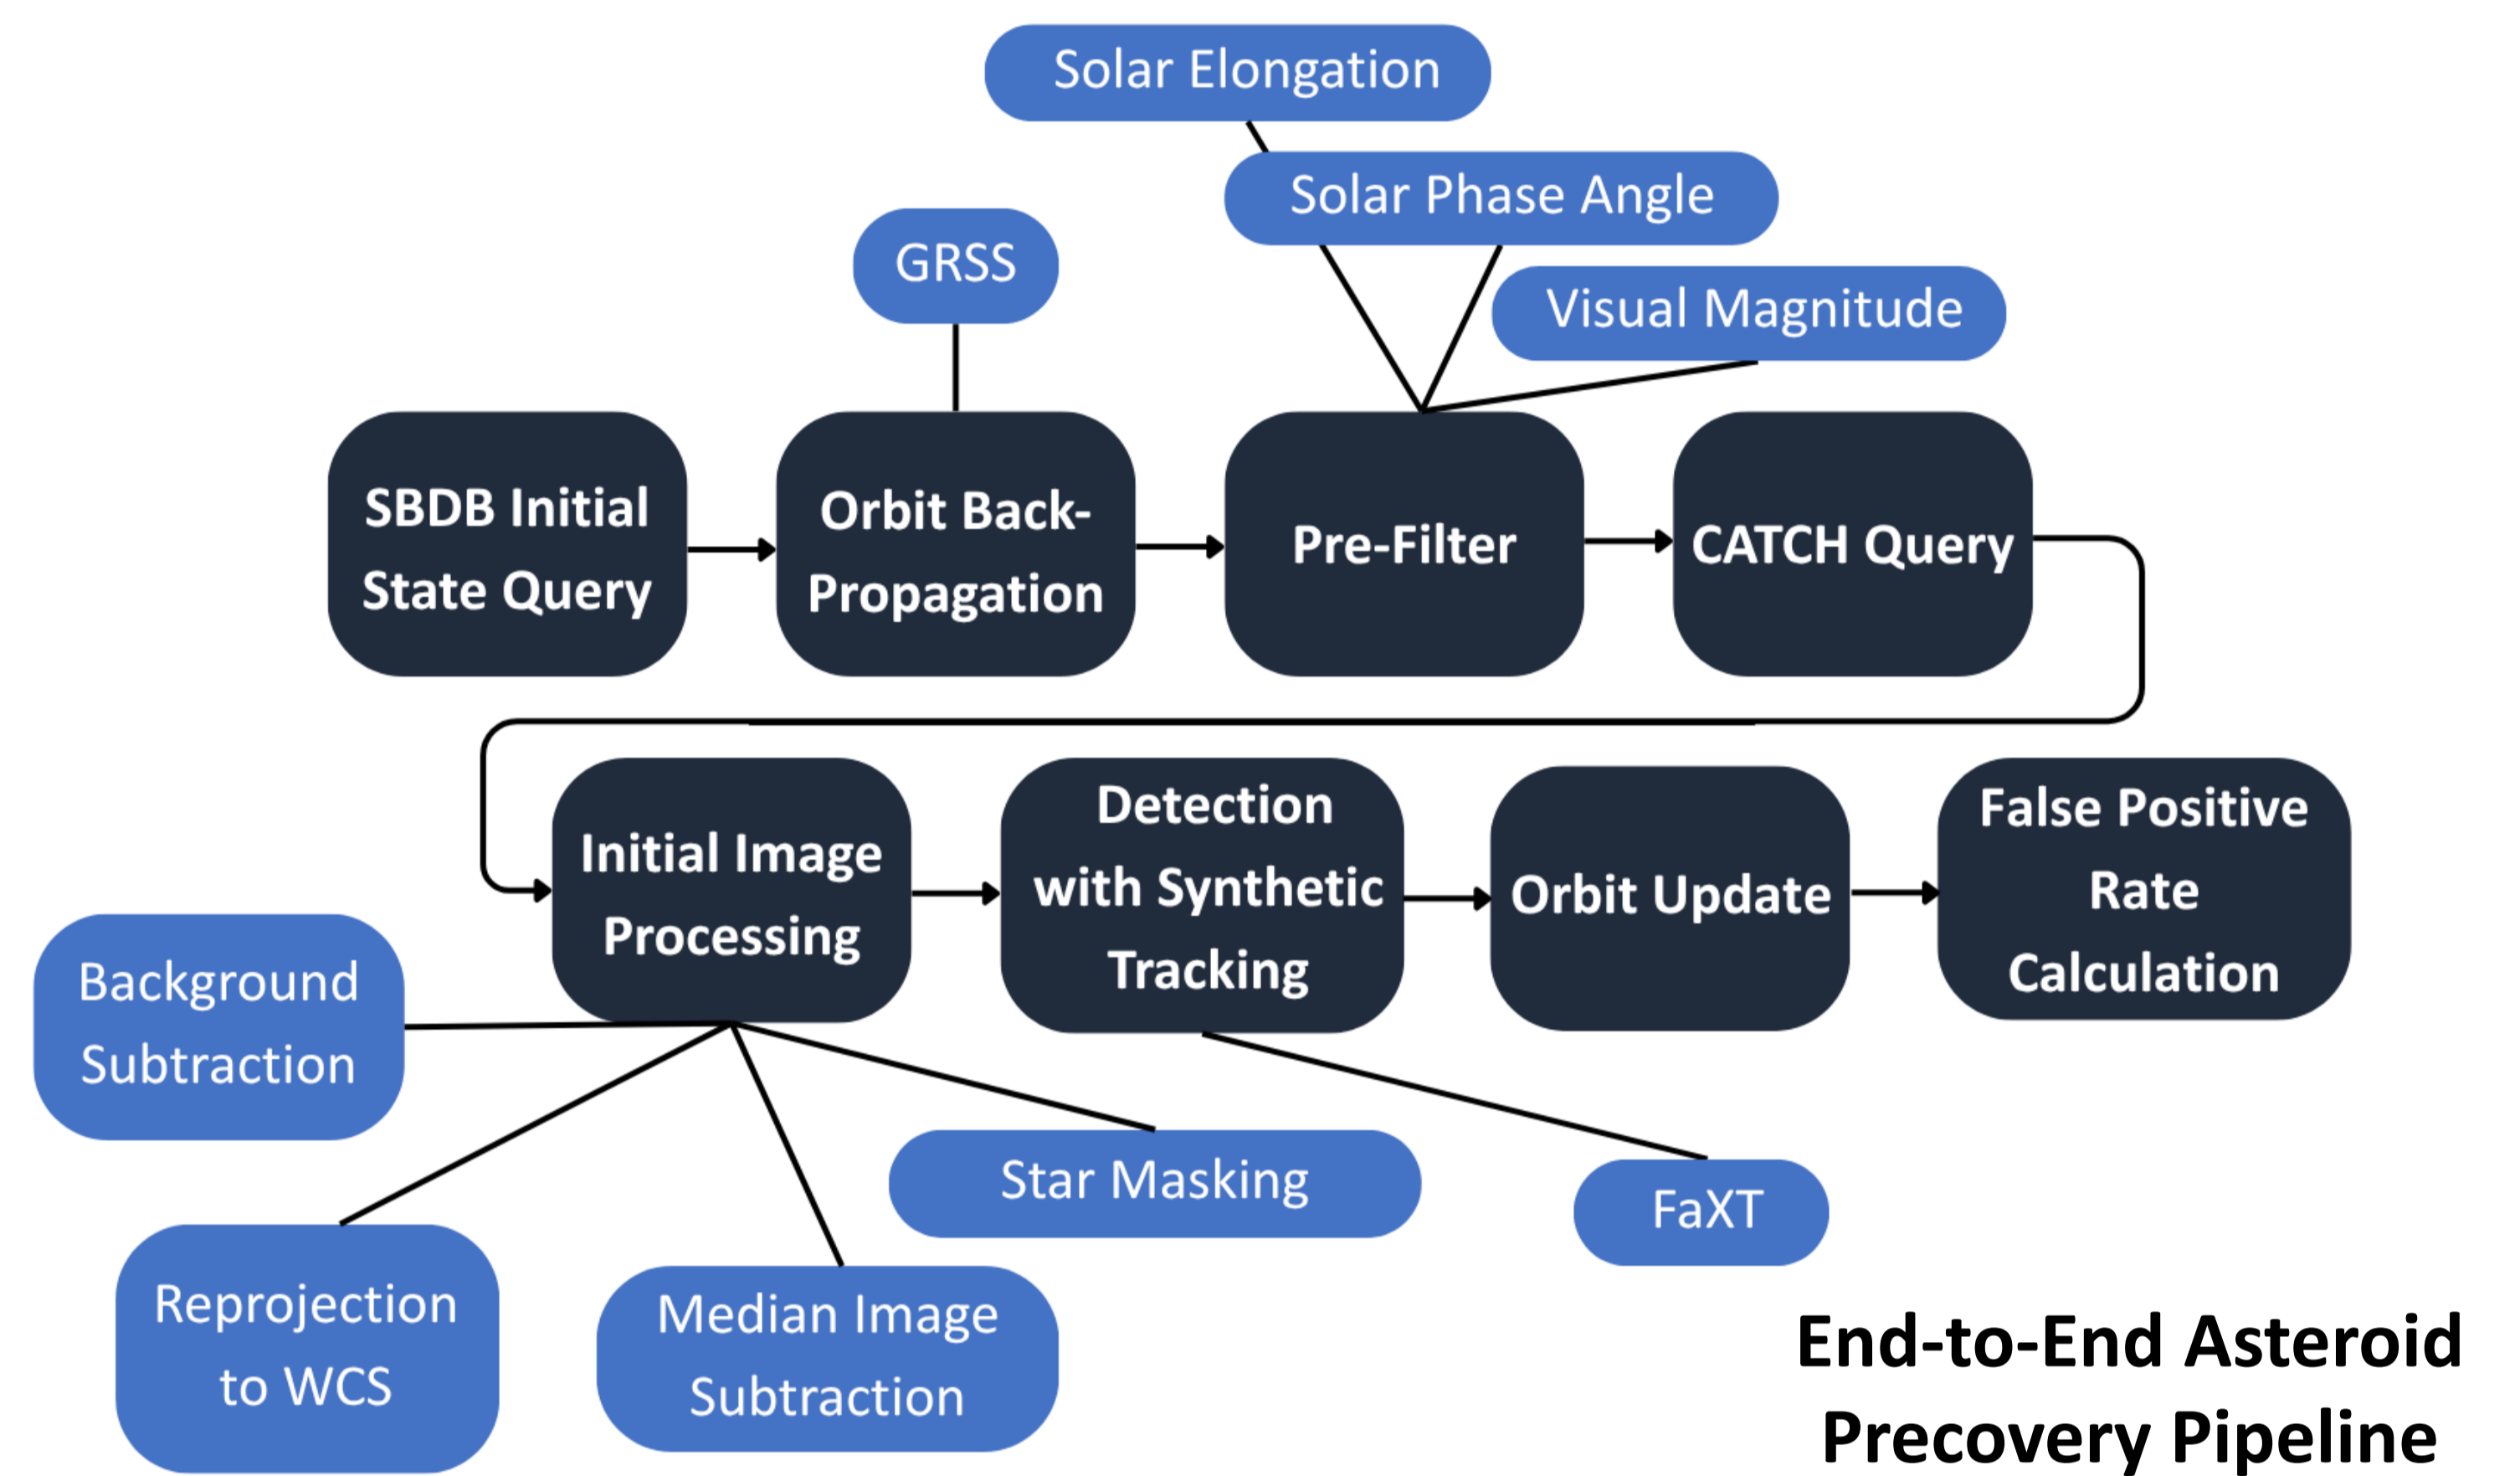 Solar Elongation
Solar Phase Angle
GRSS
Visual Magnitude
SBDB Initial
State Query
Orbit Back-
Propagation
Pre-Filter
CATCH Query
Initial Image
Processing
Detection
with Synthetic
Tracking
Orbit Update
False Positive
Rate
Calculation
Background
Subtraction
Star Masking
FaXT
Reprojection
to WCS
Median Image
Subtraction
End-to-End Asteroid
Precovery Pipeline